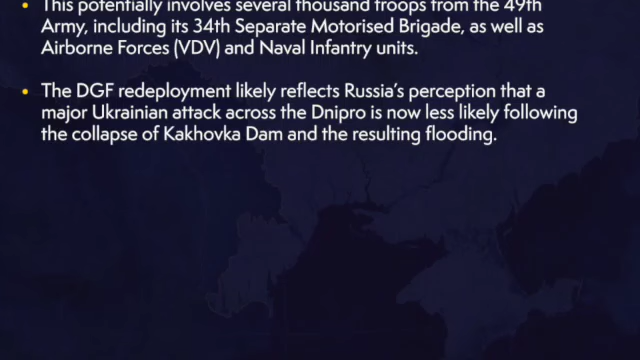 • This potentially involves several thousand troops from the 49th
Army, including its 34th Separate Motorised Brigade, as well as
Airborne Forces (VDV) and Naval Infantry units.
• The DGF redeployment likely reflects Russia's perception that a
major Ukrainian attack across the Dnipro is now less likely following
the collapse of Kakhovka Dam and the resulting flooding.